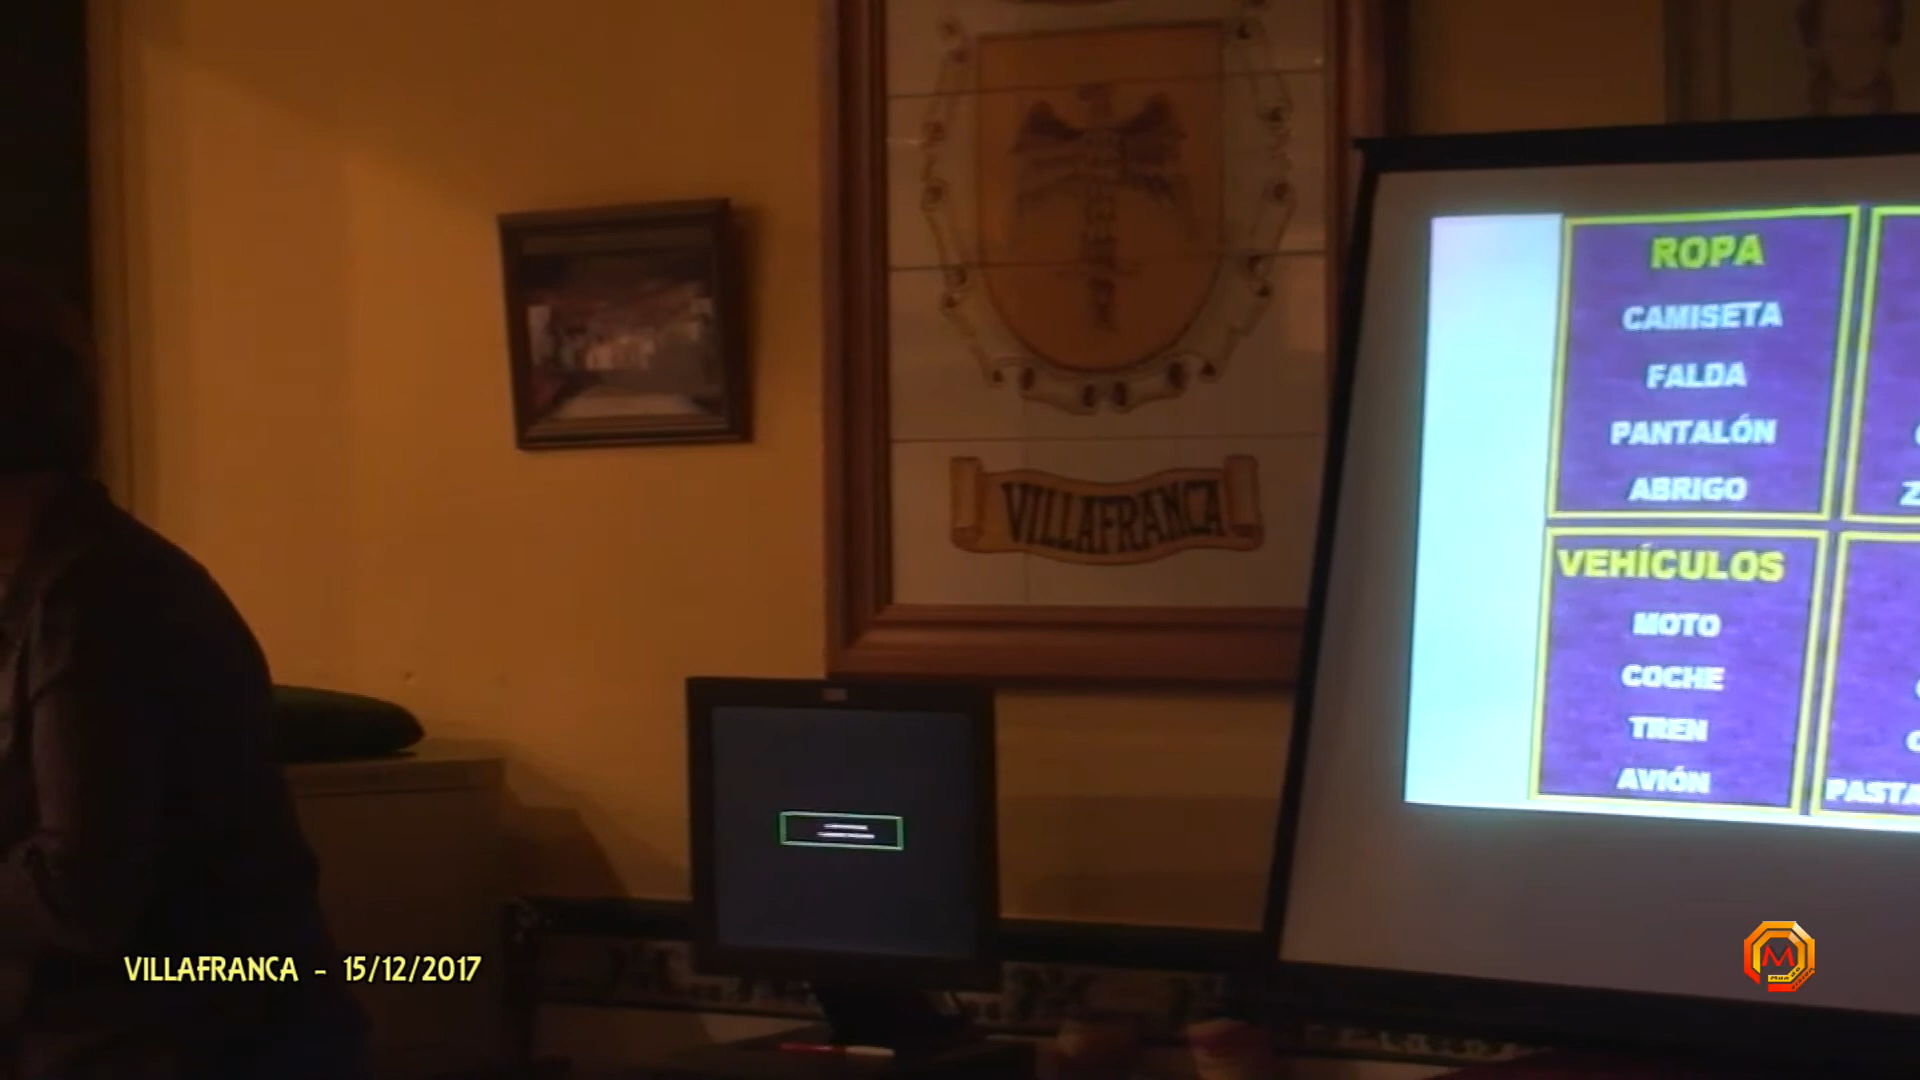 VILLAFRANCA
ROPA
CAMISETA
FALDA
PANTALÓN
ABRIGO
VEHÍCULOS
MOTO
COCHE
TREN
AVIÓN
VILLAFRANCA - 15/12/2017
M